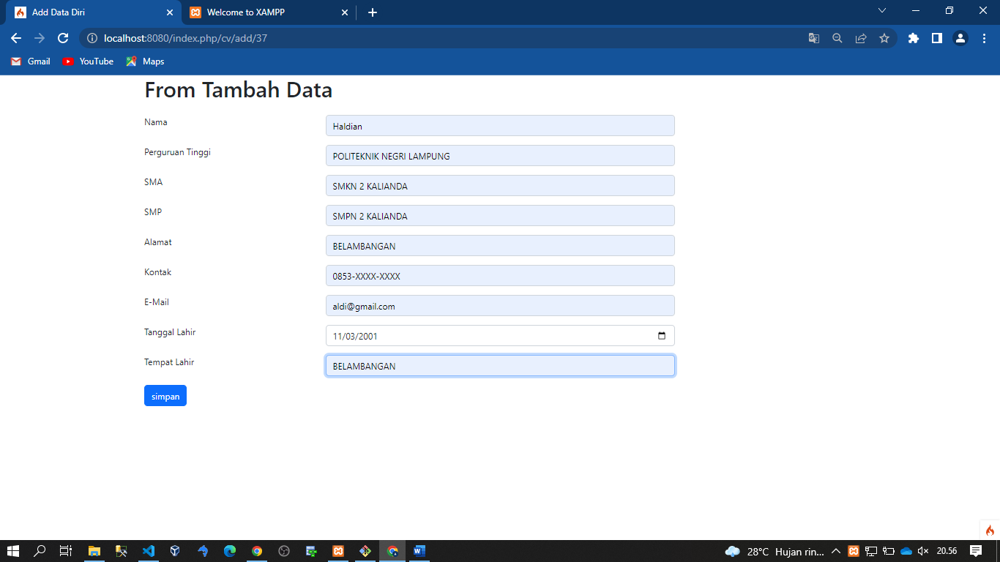 Add Data Diri
Welcome to XAMPP
localhost:8080/index.php/cv/add/37
Gmail
YouTube
Maps
From Tambah Data
Nama
Haldian
Perguruan Tinggi
POLITEKNIK NEGRI LAMPUNG
SMA
SMKN 2 KALIANDA
SMP
SMPN 2 KALIANDA
Alamat
BELAMBANGAN
Kontak
0853-XXXX-XXXX
E-Mail
aldi@gmail.com
Tanggal Lahir
11/03/2001
Tempat Lahir
BELAMBANGAN
simpan
28°C Hujan rin...
20.56